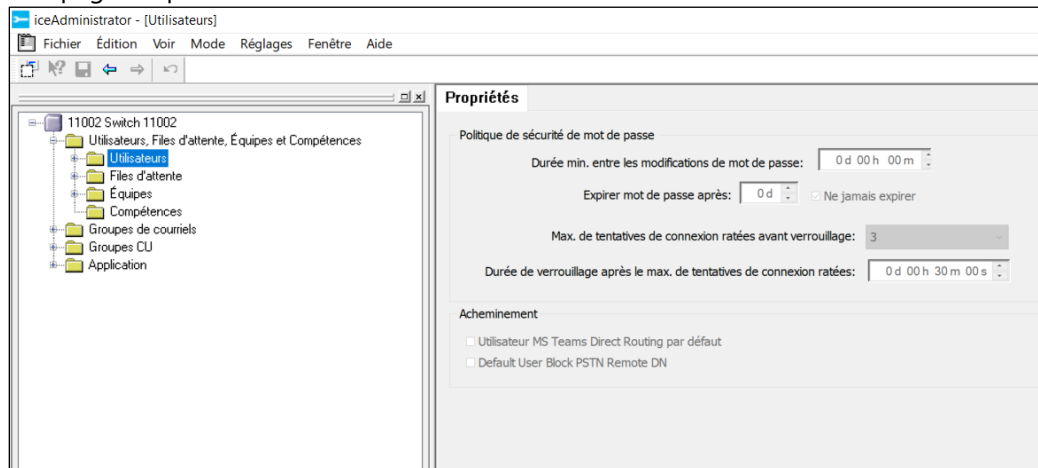 iceAdministrator - [Utilisateurs]
Fichier Édition Voir Mode Réglages Fenêtre Aide
11002 Switch 11002
Utilisateurs, Files d'attente, Équipes et Compétences
Utilisateurs
Files d'attente
Équipes
Compétences
Groupes de courriels
Groupes CU
Application
Propriétés
Politique de sécurité de mot de passe
Durée min. entre les modifications de mot de passe: 0 d 00 h 00 m
Expirer mot de passe après: 0 d Ne jamais expirer
Max. de tentatives de connexion ratées avant verrouillage: 3
Durée de verrouillage après le max. de tentatives de connexion ratées: 0 d 00 h 30 m 00 s
Acheminement
Utilisateur MS Teams Direct Routing par défaut
Default User Block PSTN Remote DN